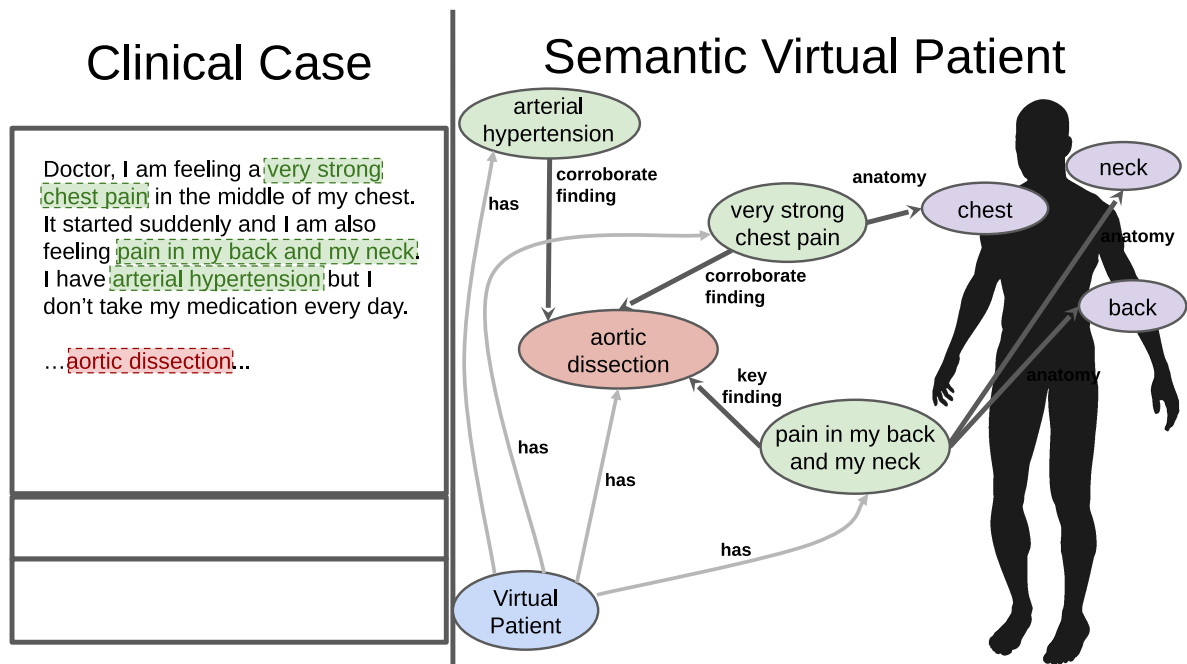 Clinical Case
Doctor, I am feeling a very strong
chest pain in the middle of my chest.
It started suddenly and I am also
feeling pain in my back and my neck.
I have arterial hypertension but I
don't take my medication every day.
…aortic dissection...
Semantic Virtual Patient
arterial
hypertension
corroborate
finding
has
very strong
chest pain
anatomy
chest
neck
anatomy
corroborate
finding
back
aortic
dissection
key
finding
anatomy
pain in my back
and my neck
has
has
has
Virtual
Patient